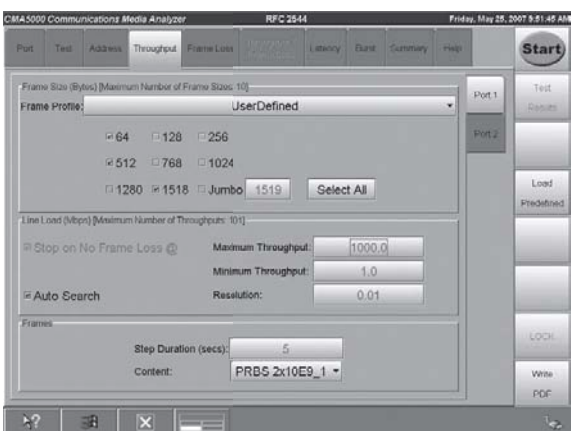 CMA5000 Communications Media Analyzer RFC 2544 Friday, May 25, 2007 9:51:45 AM
Port Test Address Throughput Frame Loss Latency Burst Summary Help Start
Frame Size (Bytes) [Maximum Number of Frame Sizes: 10]
Frame Profile: UserDefined
64 128 256
512 768 1024
1280 1518 Jumbo 1519 Select All
Port 1
Port 2
Test Results
Load Predefined
Line Load (Mbps) [Maximum Number of Throughputs: 101]
Stop on No Frame Loss @ Maximum Throughput: 1000.0
Minimum Throughput: 1.0
Auto Search Resolution: 0.01
Frames
Step Duration (secs): 5
Content: PRBS 2x10E9_1
LOCK
Write PDF